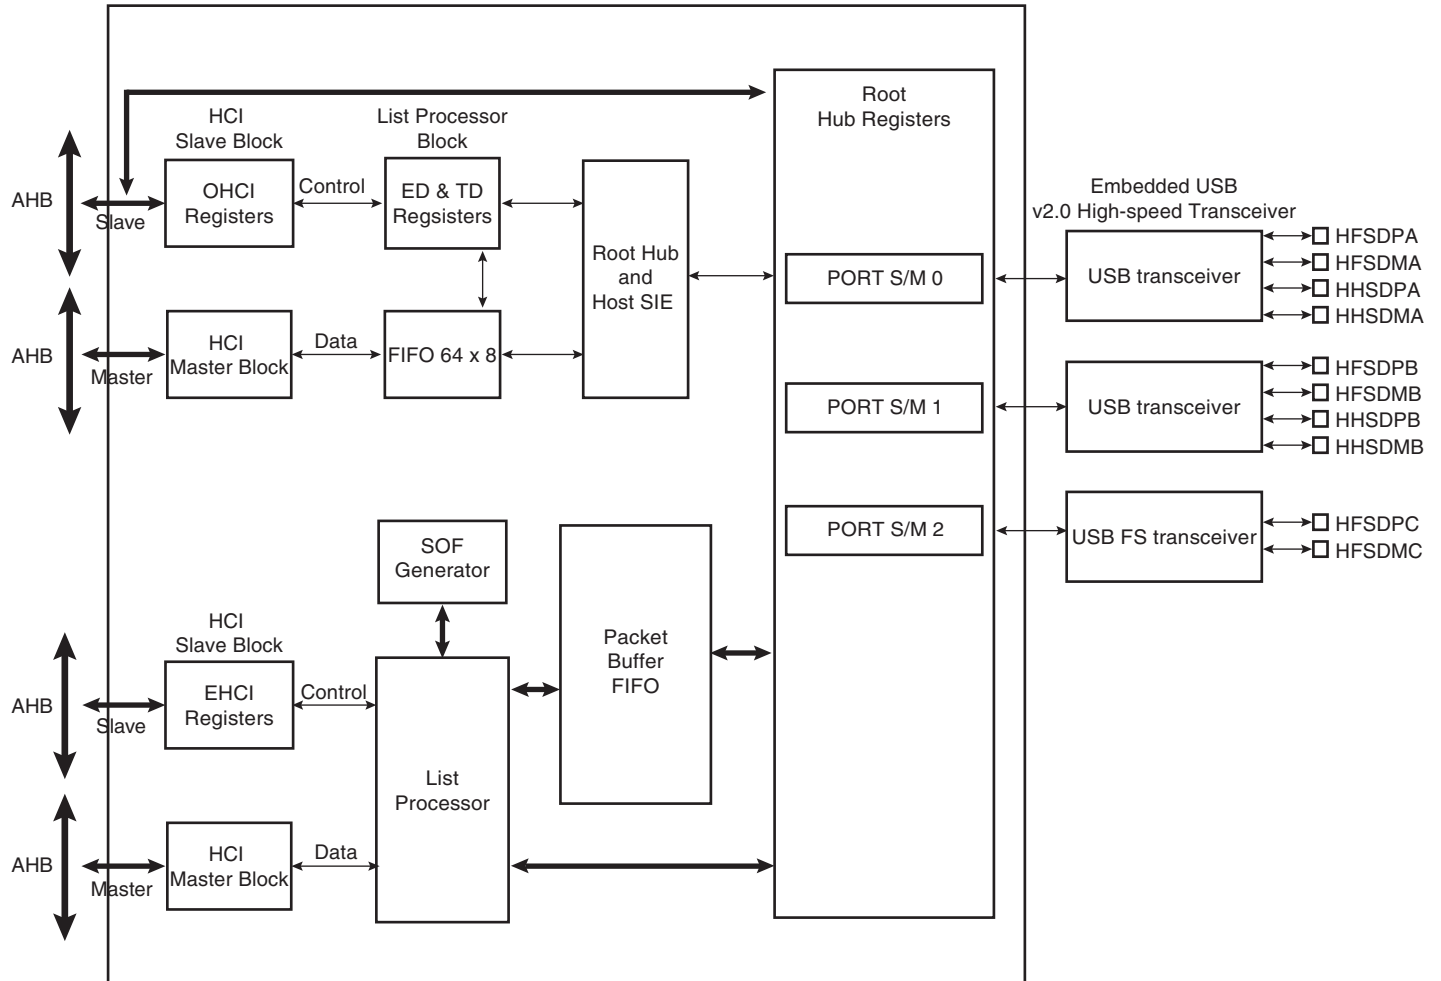 Root
Hub Registers
HCI
Slave Block
List Processor
Block
AHB
Slave
OHCI
Registers
Control
ED & TD
Regsisters
Root Hub
and
Host SIE
PORT S/M 0
Embedded USB
v2.0 High-speed Transceiver
USB transceiver
HFSDPA
HFSDMA
HHSDPA
HHSDMA
AHB
Master
HCI
Master Block
Data
FIFO 64 x 8
PORT S/M 1
USB transceiver
HFSDPB
HFSDMB
HHSDPB
HHSDMB
PORT S/M 2
USB FS transceiver
HFSDPC
HFSDMC
SOF
Generator
HCI
Slave Block
Packet
Buffer
FIFO
AHB
Slave
EHCI
Registers
Control
List
Processor
AHB
Master
HCI
Master Block
Data